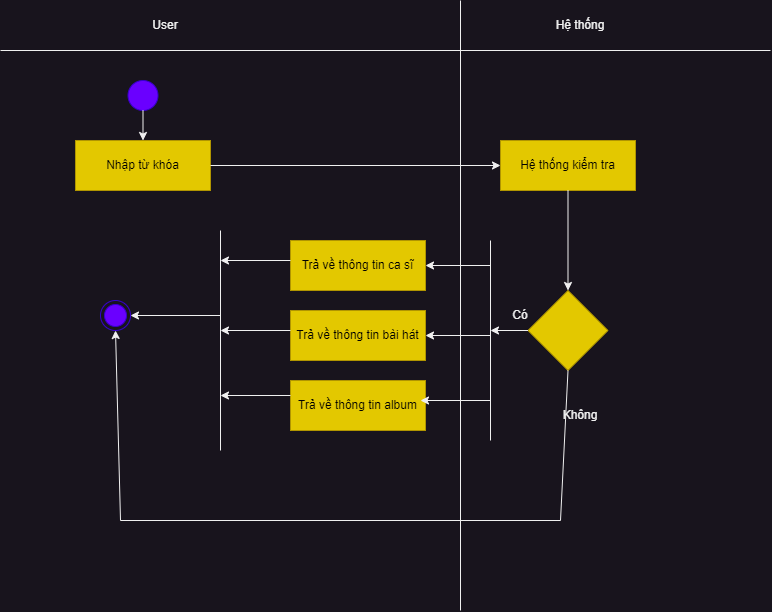 User
Hệ thống
Nhập từ khóa
Hệ thống kiểm tra
Trả về thông tin ca sĩ
Có
Trả về thông tin bài hát
Trả về thông tin album
Không